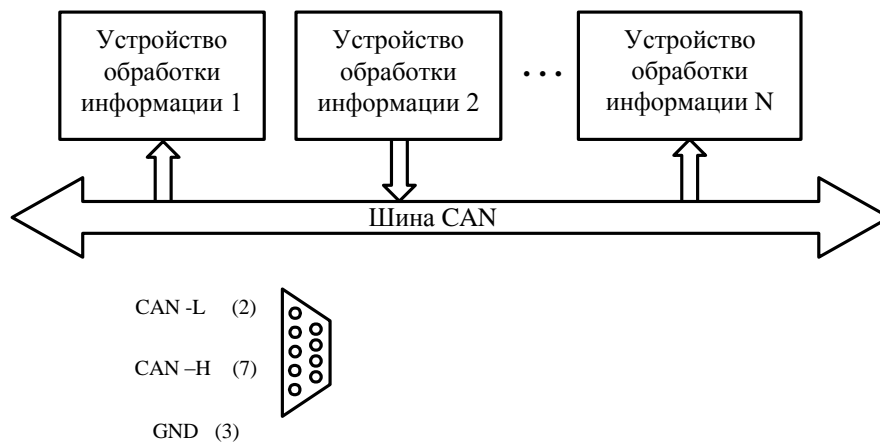 Устройство
обработки
информации 1
Устройство
обработки
информации 2
...
Устройство
обработки
информации N
Шина CAN
CAN -L (2)
CAN –H (7)
GND (3)